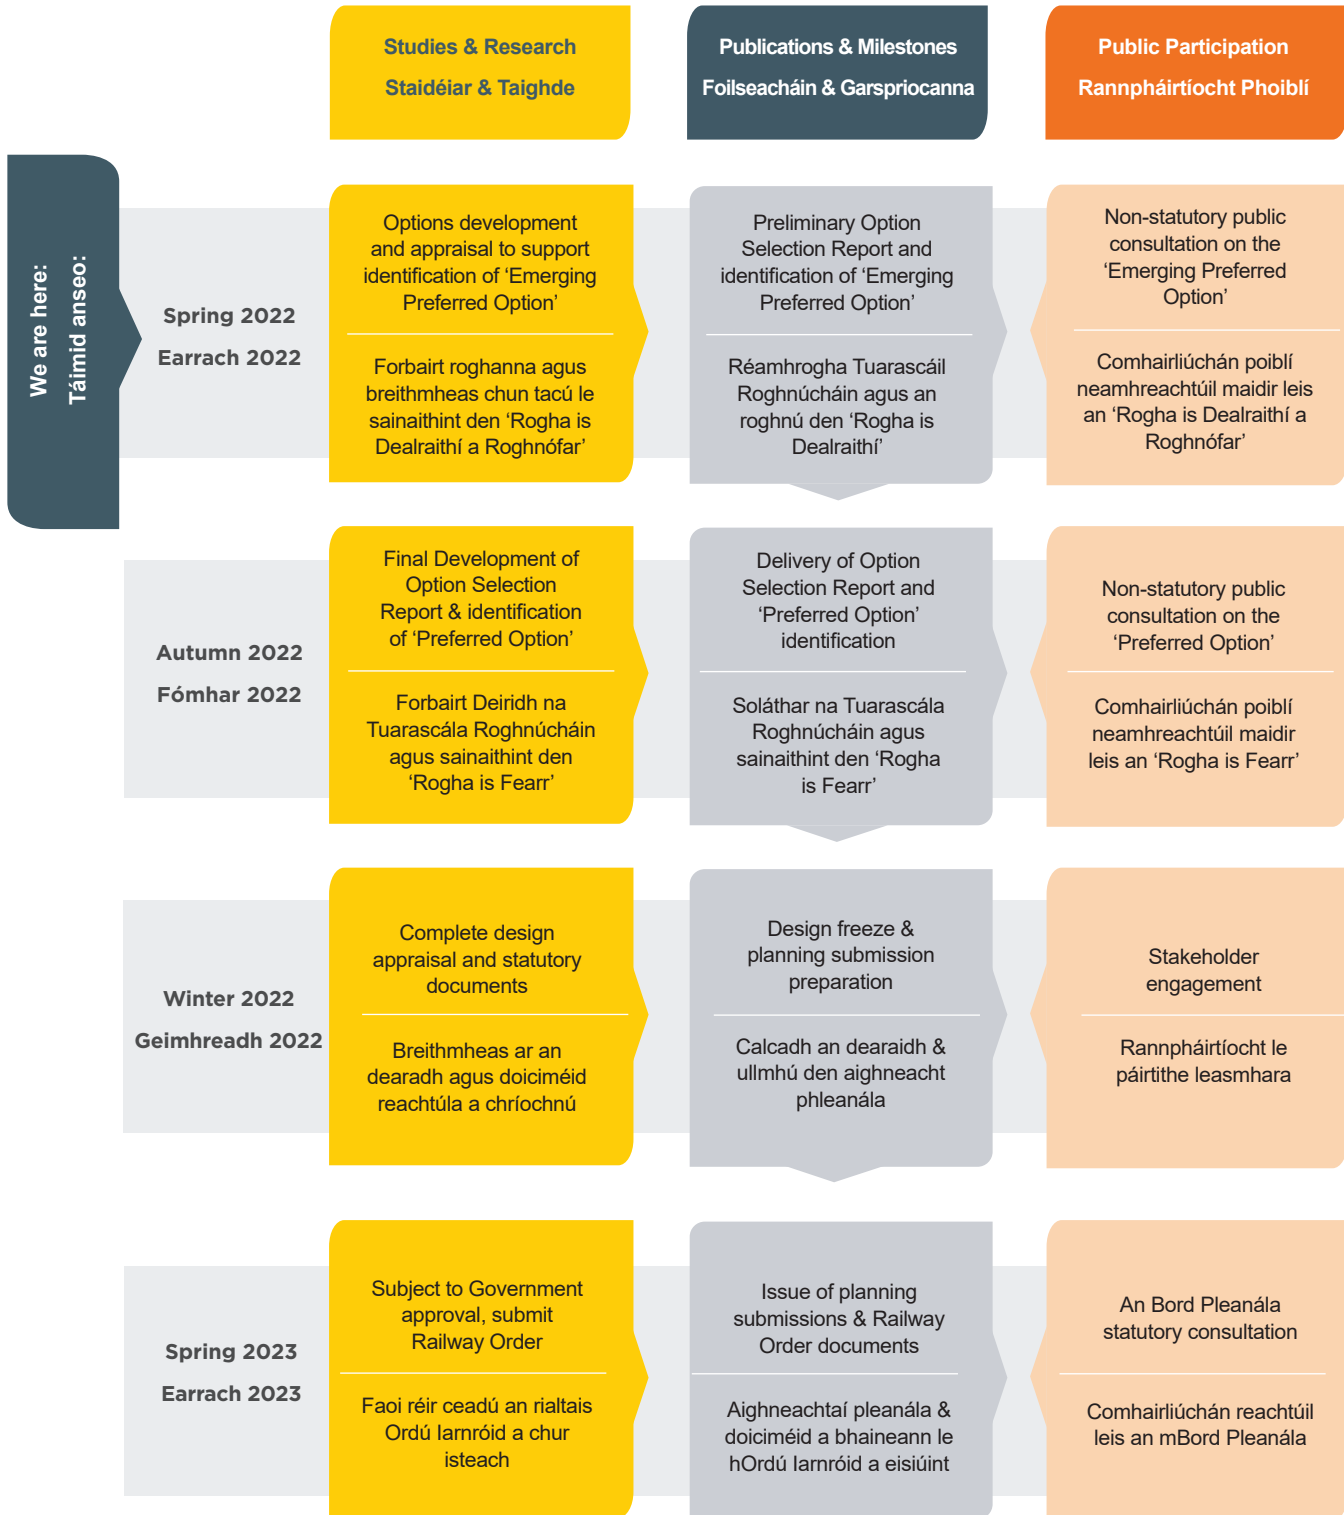 Studies & Research
Staidéiar & Taighde
Publications & Milestones
Foilseacháin & Garspriocanna
Public Participation
Rannpháirtíocht Phoiblí
We are here:
Táimid anseo:
Spring 2022
Earrach 2022
Options development
and appraisal to support
identification of ‘Emerging
Preferred Option’
Forbairt roghanna agus
breithmheas chun tacú le
sainaithint den ‘Rogha is
Dealraithí a Roghnófar’
Preliminary Option
Selection Report and
identification of ‘Emerging
Preferred Option’
Réamhrogha Tuarascáil
Roghnúcháin agus an
roghnú den ‘Rogha is
Dealraithí’
Non-statutory public
consultation on the
‘Emerging Preferred
Option’
Comhairliúchán poiblí
neamhreachtúil maidir leis
an ‘Rogha is Dealraithí a
Roghnófar’
Autumn 2022
Fómhar 2022
Final Development of
Option Selection
Report & identification
of ‘Preferred Option’
Forbairt Deiridh na
Tuarascála Roghnúcháin
agus sainaithint den
‘Rogha is Fearr’
Delivery of Option
Selection Report and
‘Preferred Option’
identification
Soláthar na Tuarascála
Roghnúcháin agus
sainaithint den ‘Rogha
is Fearr’
Non-statutory public
consultation on the
‘Preferred Option’
Comhairliúchán poiblí
neamhreachtúil maidir
leis an ‘Rogha is Fearr’
Winter 2022
Geimhreadh 2022
Complete design
appraisal and statutory
documents
Breithmheas ar an
dearadh agus doiciméid
reachtúla a chríochnú
Design freeze &
planning submission
preparation
Calcadh an dearaidh &
ullmhú den aighneacht
phleanála
Stakeholder
engagement
Rannpháirtíocht le
páirtithe leasmhara
Spring 2023
Earrach 2023
Subject to Government
approval, submit
Railway Order
Faoi réir ceadú an rialtais
Ordú Iarnróid a chur
isteach
Issue of planning
submissions & Railway
Order documents
Aighneachtaí pleanála &
doiciméid a bhaineann le
hOrdú Iarnróid a eisiúint
An Bord Pleanála
statutory consultation
Comhairliúchán reachtúil
leis an mBord Pleanála